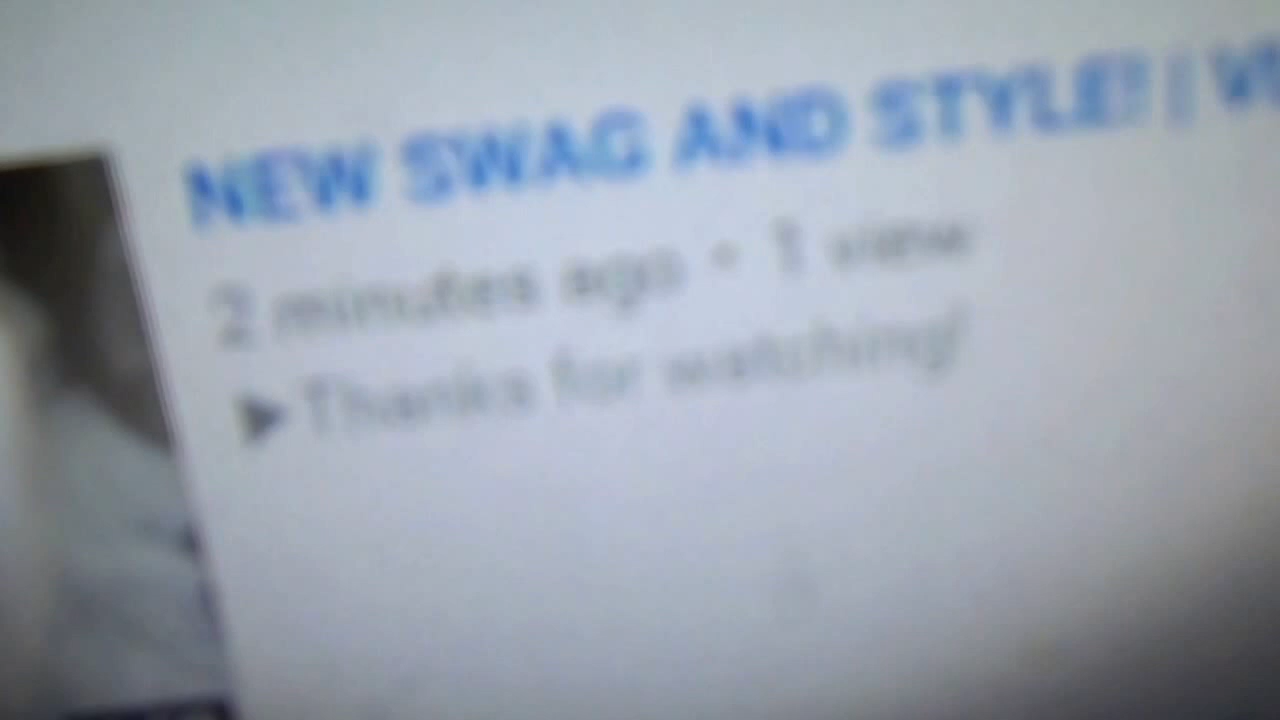 NEW SWAG AND STYLE! |
2 minutes ago • 1 view
▶ Thanks for watching!